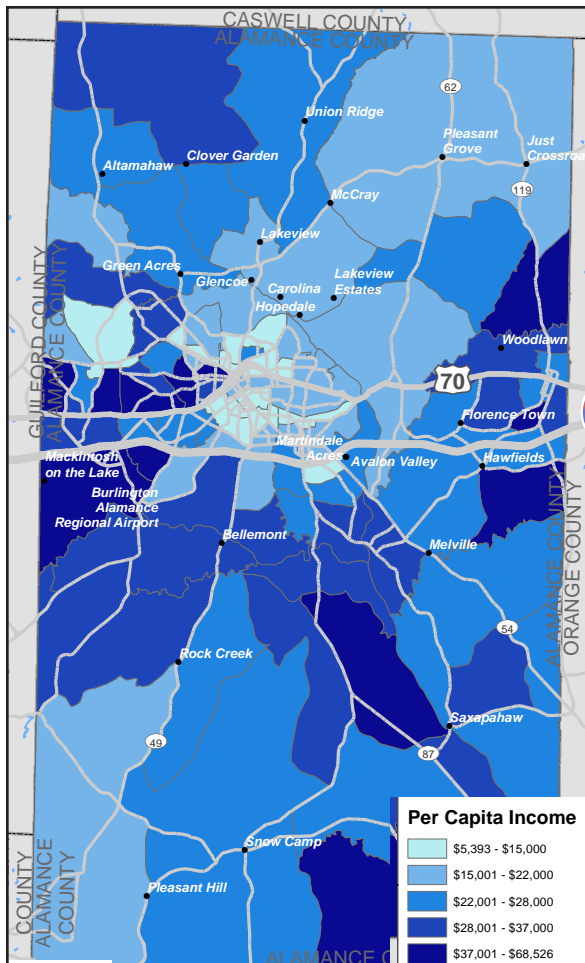 CASWELL COUNTY
ALAMANCE COUNTY
62
Union Ridge
Pleasant
Grove
Just
Crossroa
Clover Garden
Altamahaw
119
McCray
Lakeview
Green Acres
Glencoe
Carolina
Lakeview
Estates
Hopedale
GUILFORD COUNTY
ALAMANCE COUNTY
Woodlawn
70
Florence Town
Martindale
Acres
Avalon Valley
Hawfields
Mackintosh
on the Lake
Burlington
Alamance
Regional Airport
Bellemont
Melville
ALAMANCE COUNTY
ORANGE COUNTY
54
Rock Creek
Saxapahaw
49
87
Snow Camp
Pleasant Hill
COUNTY
ALAMANCE
COUNTY
ALAMANCE C
Per Capita Income
$5,393 - $15,000
$15,001 - $22,000
$22,001 - $28,000
$28,001 - $37,000
$37,001 - $68,526